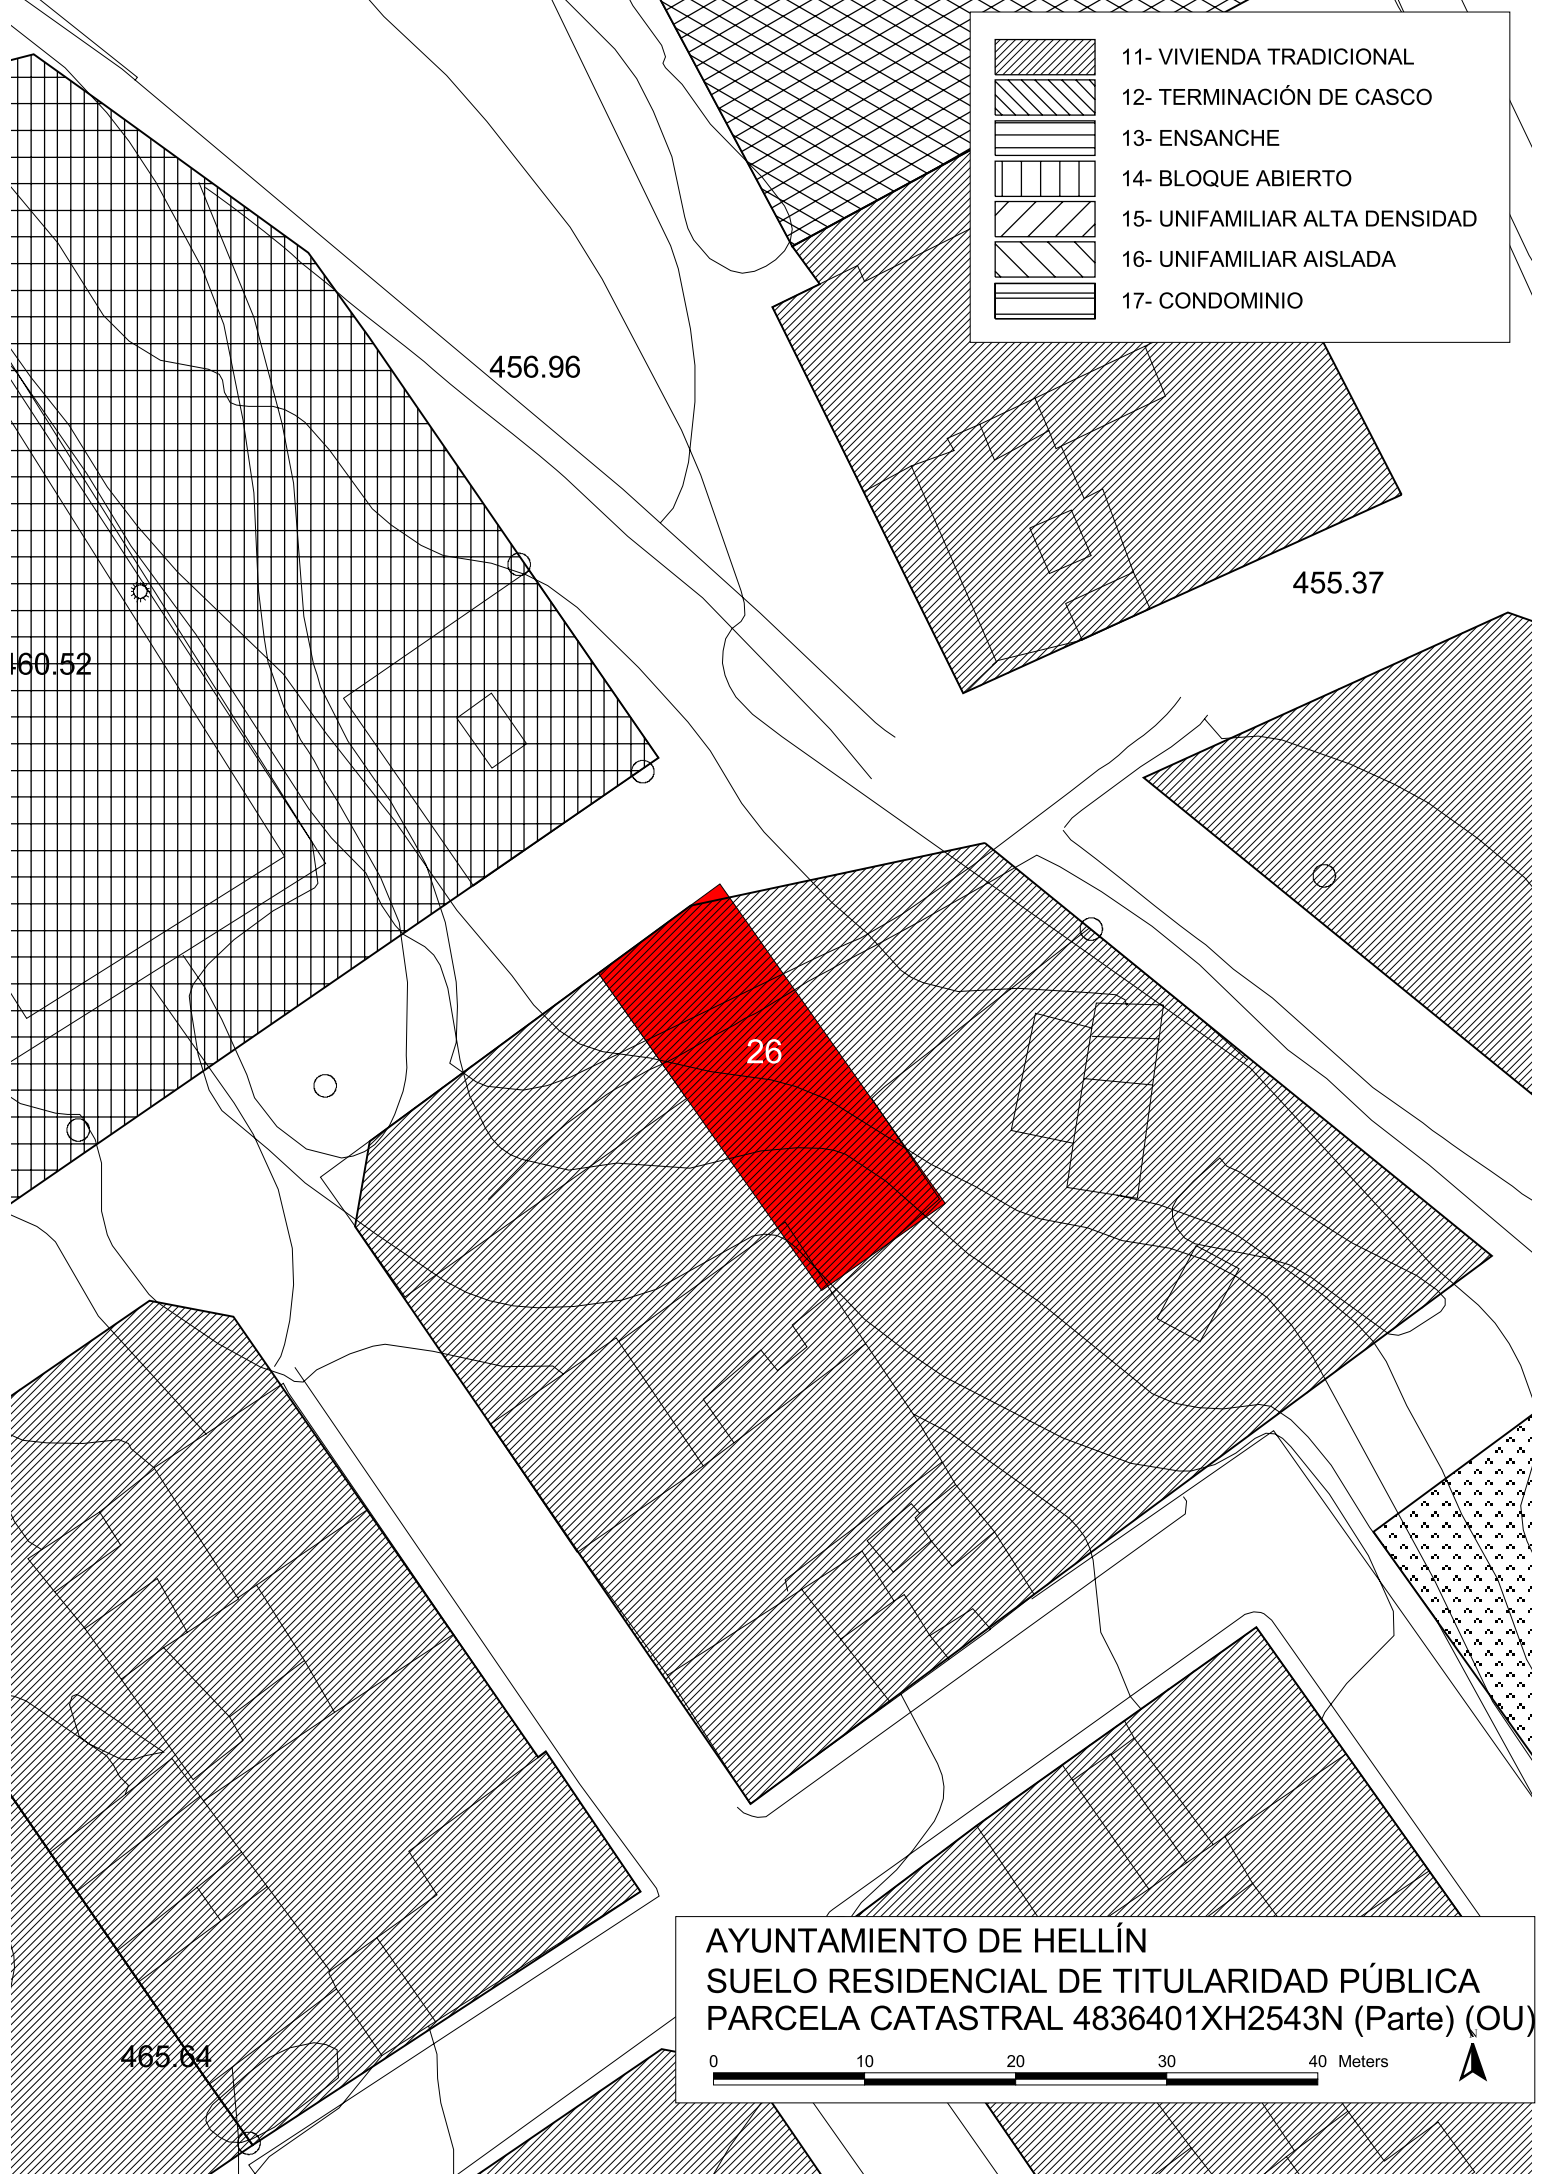 11- VIVIENDA TRADICIONAL
12- TERMINACIÓN DE CASCO
13- ENSANCHE
14- BLOQUE ABIERTO
15- UNIFAMILIAR ALTA DENSIDAD
16- UNIFAMILIAR AISLADA
17- CONDOMINIO
456.96
455.37
460.52
26
465.64
AYUNTAMIENTO DE HELLÍN
SUELO RESIDENCIAL DE TITULARIDAD PÚBLICA
PARCELA CATASTRAL 4836401XH2543N (Parte) (OU)
N
0 10 20 30 40 Meters